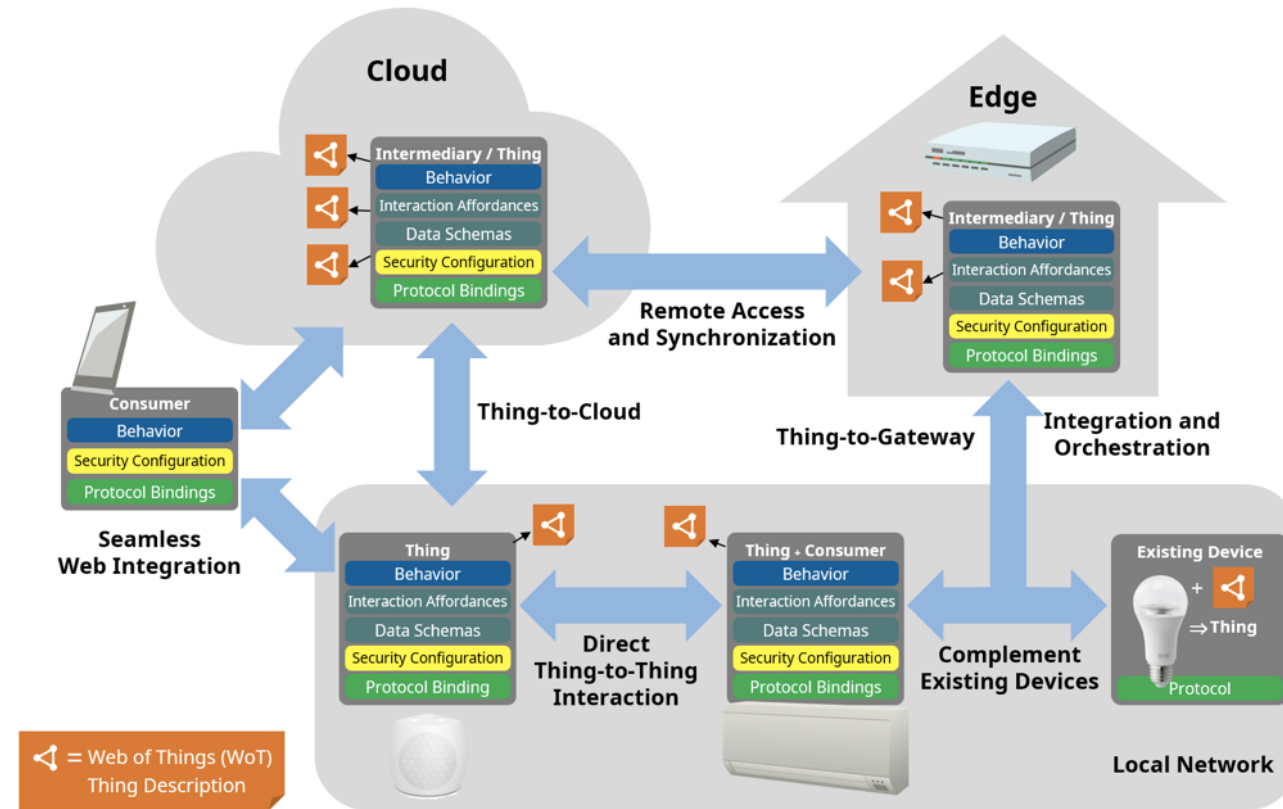 Cloud
Intermediary / Thing
Behavior
Interaction Affordances
Data Schemas
Security Configuration
Protocol Bindings
Edge
Intermediary / Thing
Behavior
Interaction Affordances
Data Schemas
Security Configuration
Protocol Bindings
Remote Access
and Synchronization
Consumer
Behavior
Security Configuration
Protocol Bindings
Seamless
Web Integration
Thing-to-Cloud
Thing-to-Gateway
Integration and
Orchestration
Thing
Behavior
Interaction Affordances
Data Schemas
Security Configuration
Protocol Binding
Direct
Thing-to-Thing
Interaction
Thing + Consumer
Behavior
Interaction Affordances
Data Schemas
Security Configuration
Protocol Bindings
Complement
Existing Devices
Existing Device
+
⇒Thing
Protocol
Local Network
= Web of Things (WoT)
Thing Description